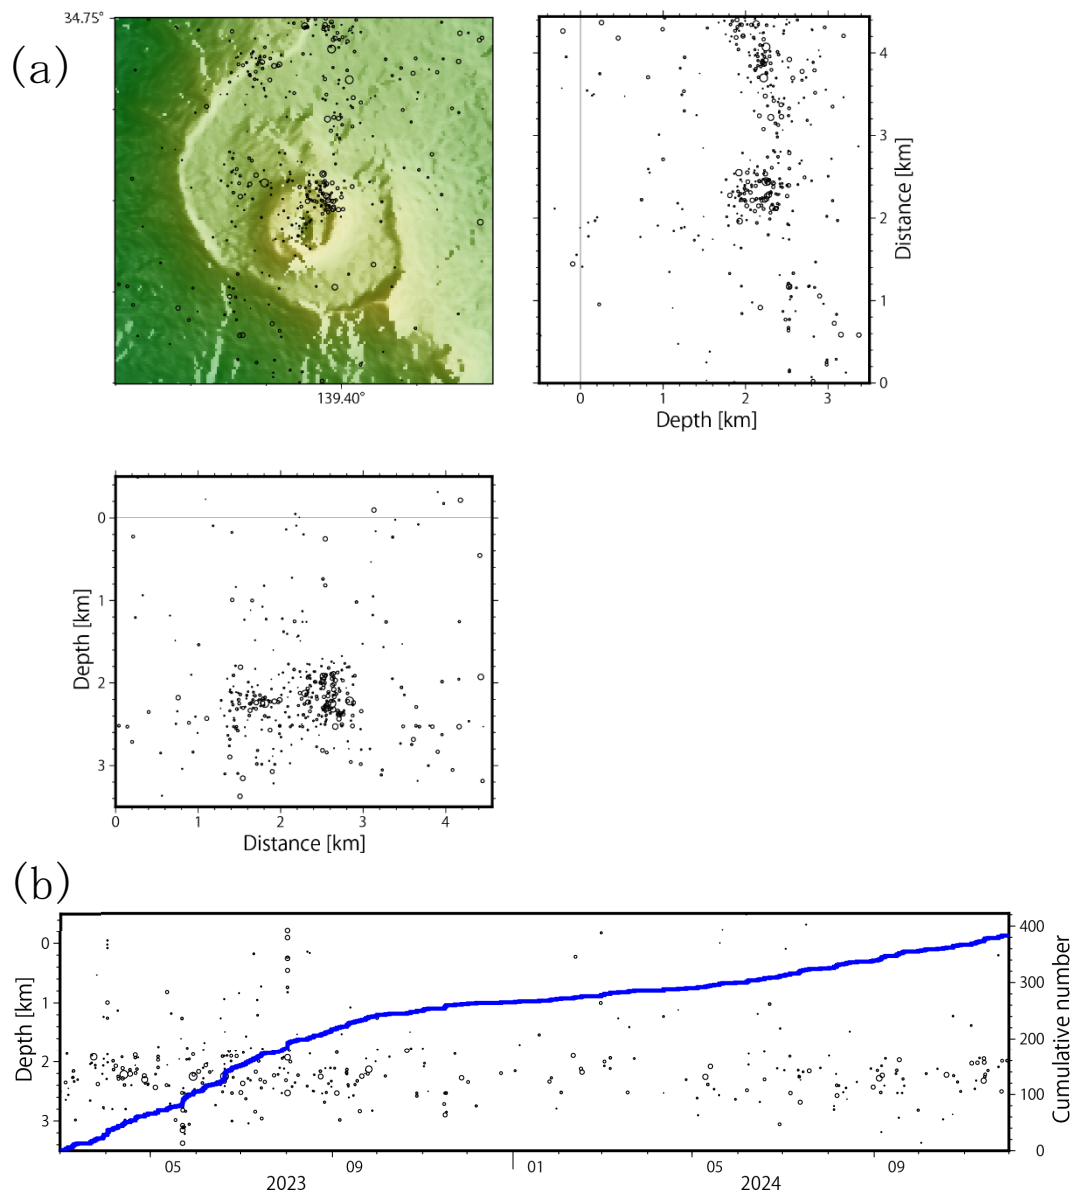 (a)
34.75°
139.40°
4
3
2
1
0
Distance [km]
0 1 2 3
Depth [km]
0
1
2
3
Depth [km]
0 1 2 3 4
Distance [km]
(b)
0
1
2
3
Depth [km]
400
300
200
100
0
Cumulative number
05 09 01 05 09
2023 2024